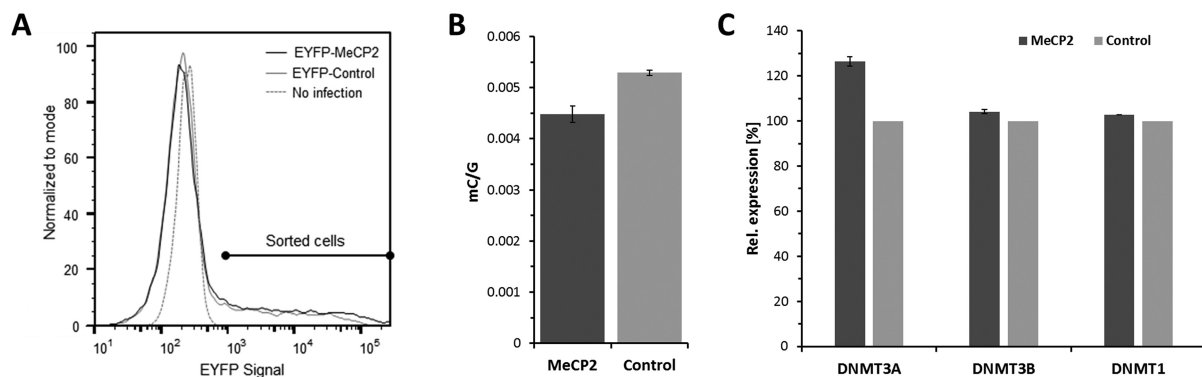 A
100
80
60
40
20
0
Normalized to mode
EYFP-MeCP2
EYFP-Control
No infection
Sorted cells
10¹ 10² 10³ 10⁴ 10⁵
EYFP Signal
B
0.006
0.005
0.004
0.003
0.002
0.001
0
mC/G
MeCP2 Control
C
140
120
100
80
60
40
20
0
Rel. expression [%]
MeCP2 Control
DNMT3A DNMT3B DNMT1